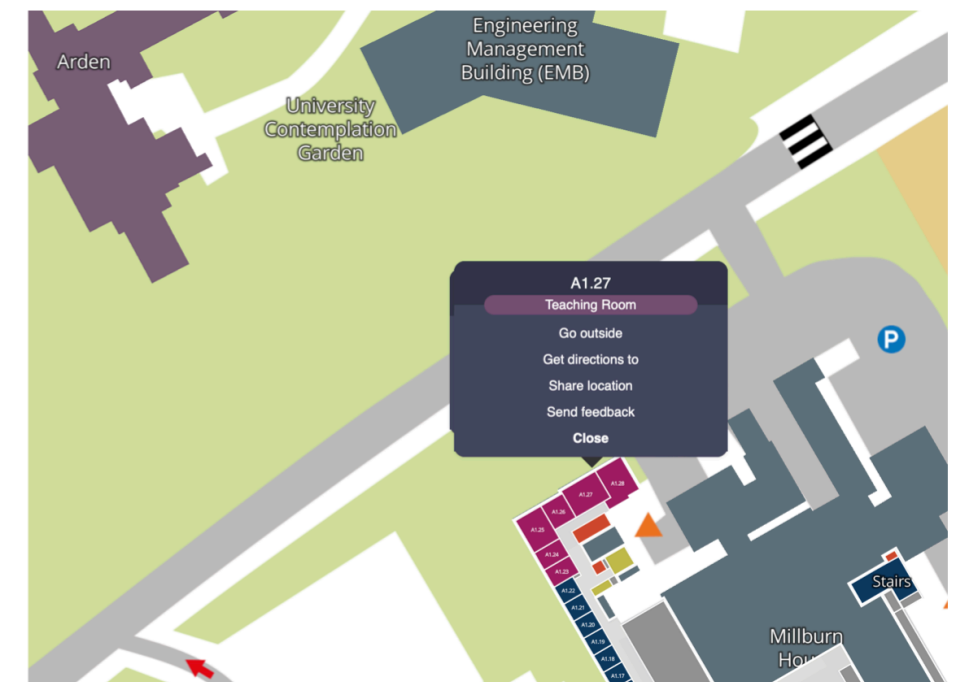 Engineering
Management
Building (EMB)
Arden
University
Contemplation
Garden
A1.27
Teaching Room
Go outside
Get directions to
Share location
Send feedback
Close
P
A1.28
A1.27
A1.26
A1.25
A1.24
A1.23
A1.22
A1.21
A1.20
A1.19
A1.18
A1.17
Stairs
Millburn